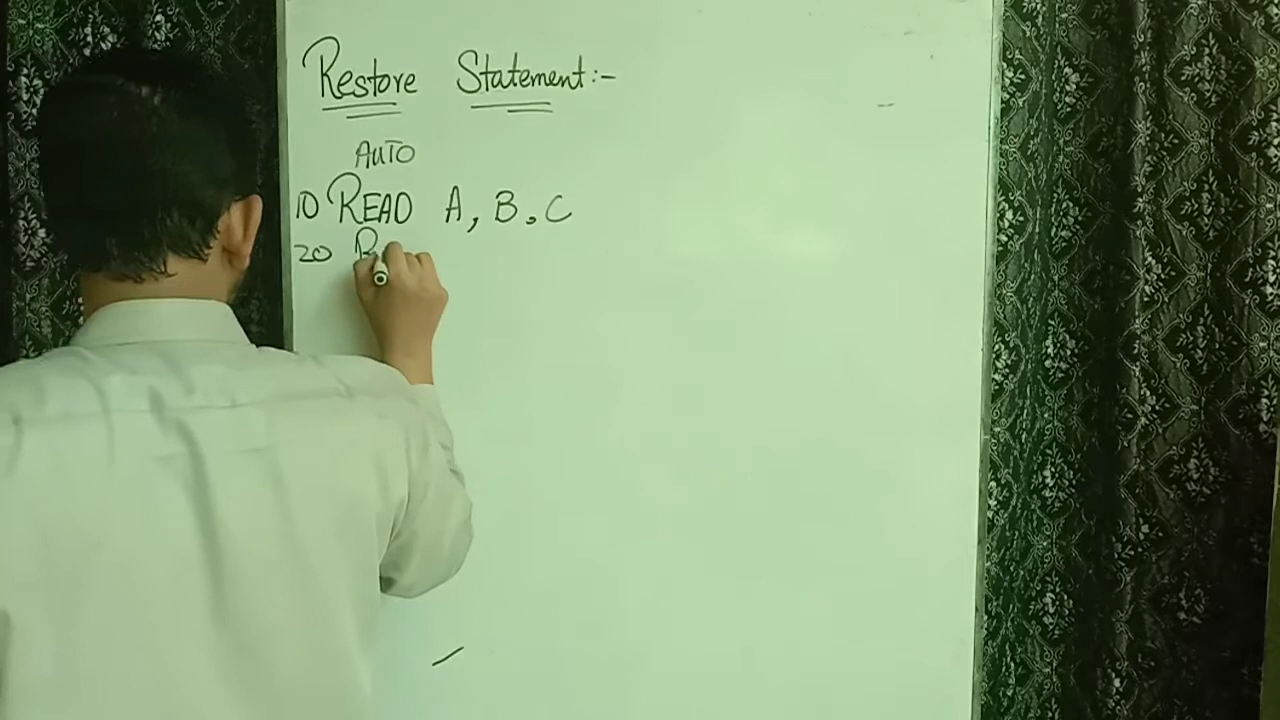 Restore Statement:-
AUTO
10 READ A, B, C
20 R